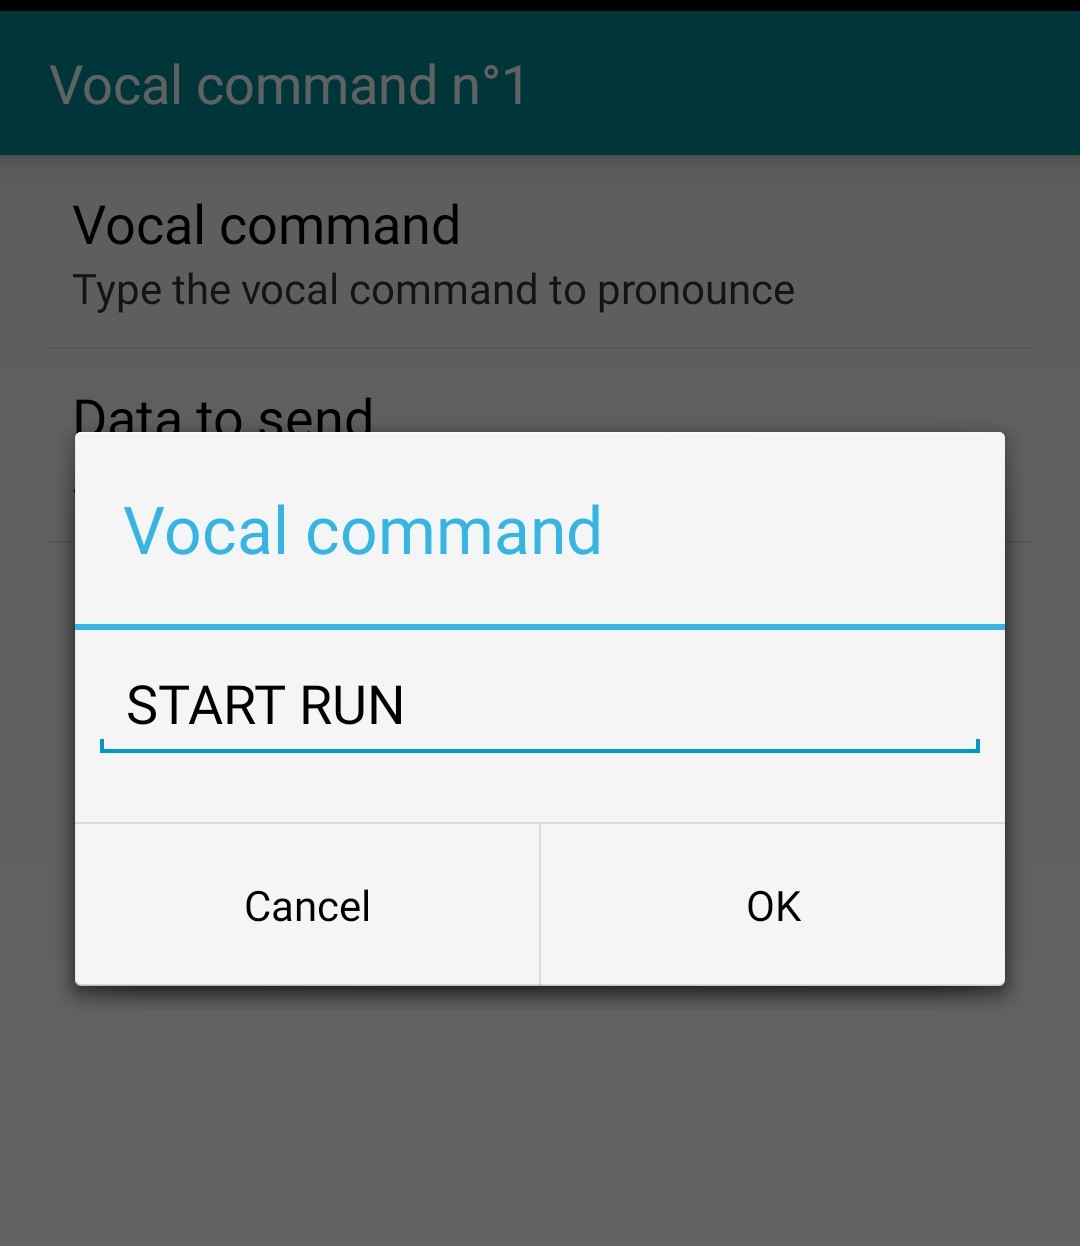 Vocal command n°1
Vocal command
Type the vocal command to pronounce
Data to send
Vocal command
START RUN
Cancel
OK